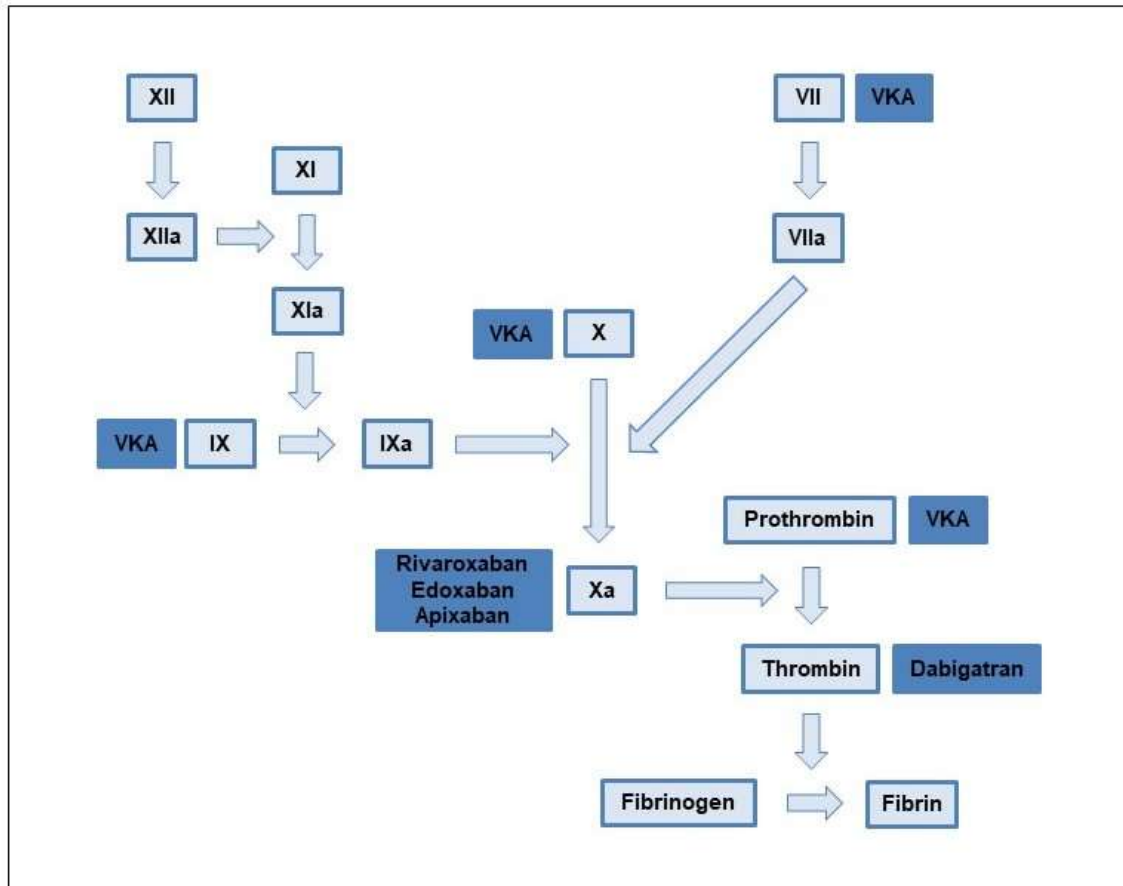 XII
VII
VKA
XI
XIIa
VIIa
XIa
VKA
X
VKA
IX
IXa
Prothrombin
VKA
Rivaroxaban
Edoxaban
Apixaban
Xa
Thrombin
Dabigatran
Fibrinogen
Fibrin